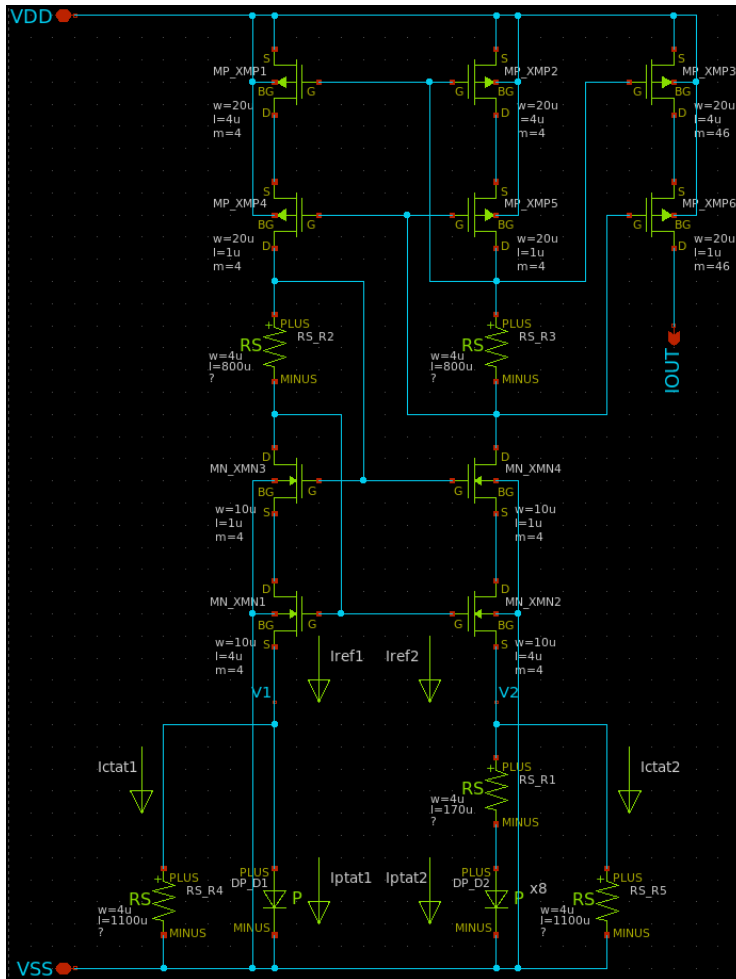 VDD
S
S
S
MP_XMP1
MP_XMP2
MP_XMP3
BG
G
G
BG
G
BG
w=20u
l=4u
m=4
D
w=20u
l=4u
m=4
D
w=20u
l=4u
m=46
D
S
S
S
MP_XMP4
MP_XMP5
MP_XMP6
BG
G
G
BG
G
BG
w=20u
l=1u
m=4
D
w=20u
l=1u
m=4
D
w=20u
l=1u
m=46
D
+ PLUS
RS_R2
RS
w=4u
l=800u
?
MINUS
+ PLUS
RS_R3
RS
w=4u
l=800u
?
MINUS
IOUT
D
D
MN_XMN3
MN_XMN4
BG
G
G
BG
w=10u
l=1u
m=4
S
w=10u
l=1u
m=4
S
D
D
MN_XMN1
MN_XMN2
BG
G
G
BG
w=10u
l=4u
m=4
S
w=10u
l=4u
m=4
S
Iref1
Iref2
V1
V2
Ictat1
+ PLUS
RS_R1
RS
w=4u
l=170u
?
MINUS
Ictat2
+ PLUS
RS_R4
RS
w=4u
l=1100u
?
MINUS
PLUS
DP_D1
P
MINUS
Iptat1
Iptat2
PLUS
DP_D2
P
x8
MINUS
+ PLUS
RS_R5
RS
w=4u
l=1100u
?
MINUS
VSS